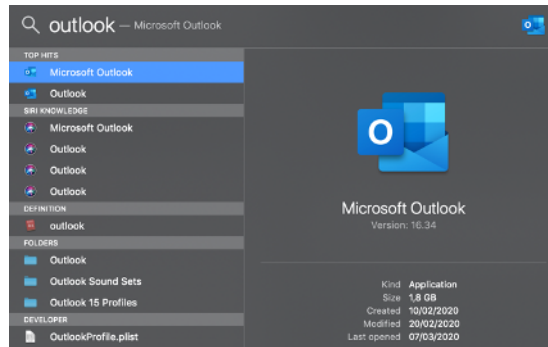 outlook — Microsoft Outlook
TOP HITS
Microsoft Outlook
Outlook
SIRI KNOWLEDGE
Microsoft Outlook
Outlook
Outlook
Outlook
DEFINITION
outlook
FOLDERS
Outlook
Outlook Sound Sets
Outlook 15 Profiles
DEVELOPER
OutlookProfile.plist
Microsoft Outlook
Version: 16.34
Kind Application
Size 1,8 GB
Created 10/02/2020
Modified 20/02/2020
Last opened 07/03/2020